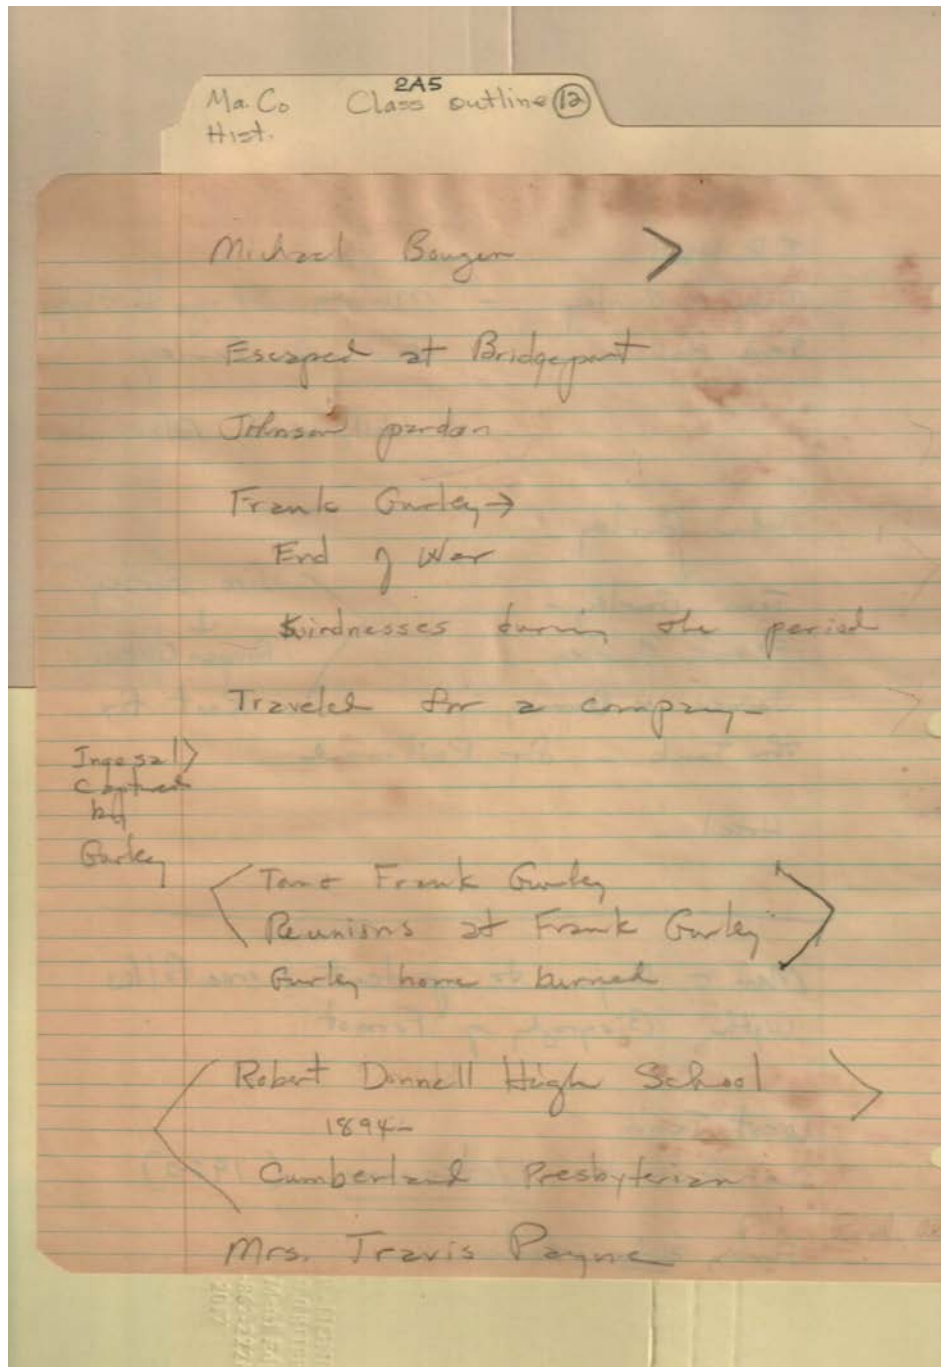 2A5
Ma. Co Class outline 12
Hist.
Michael Bouger >
Escaped at Bridgeport
Johnson pardon
Frank Gurley →
End of War
Kindnesses during the period
Traveled for a company -
Ingesall >
Captured
by
Gurley
< Frank Gurley
Reunions at Frank Gurley >
Gurley home burned
< Robert Donnell High School >
1894-
Cumberland Presbyterian
Mrs. Travis Payne